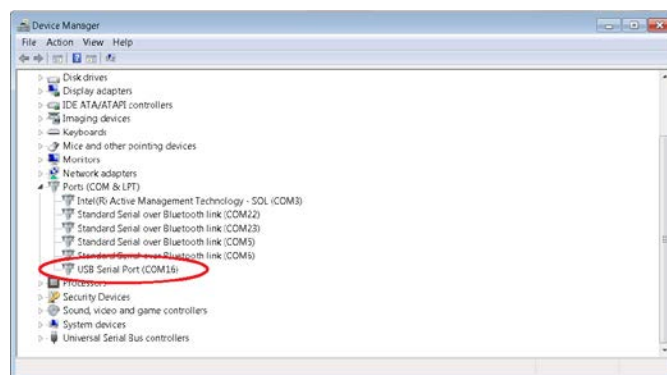 Device Manager
File Action View Help
Disk drives
Display adapters
IDE ATA/ATAPI controllers
Imaging devices
Keyboards
Mice and other pointing devices
Monitors
Network adapters
Ports (COM & LPT)
Intel(R) Active Management Technology - SOL (COM3)
Standard Serial over Bluetooth link (COM22)
Standard Serial over Bluetooth link (COM23)
Standard Serial over Bluetooth link (COM5)
Standard Serial over Bluetooth link (COM6)
USB Serial Port (COM16)
Processors
Security Devices
Sound, video and game controllers
System devices
Universal Serial Bus controllers